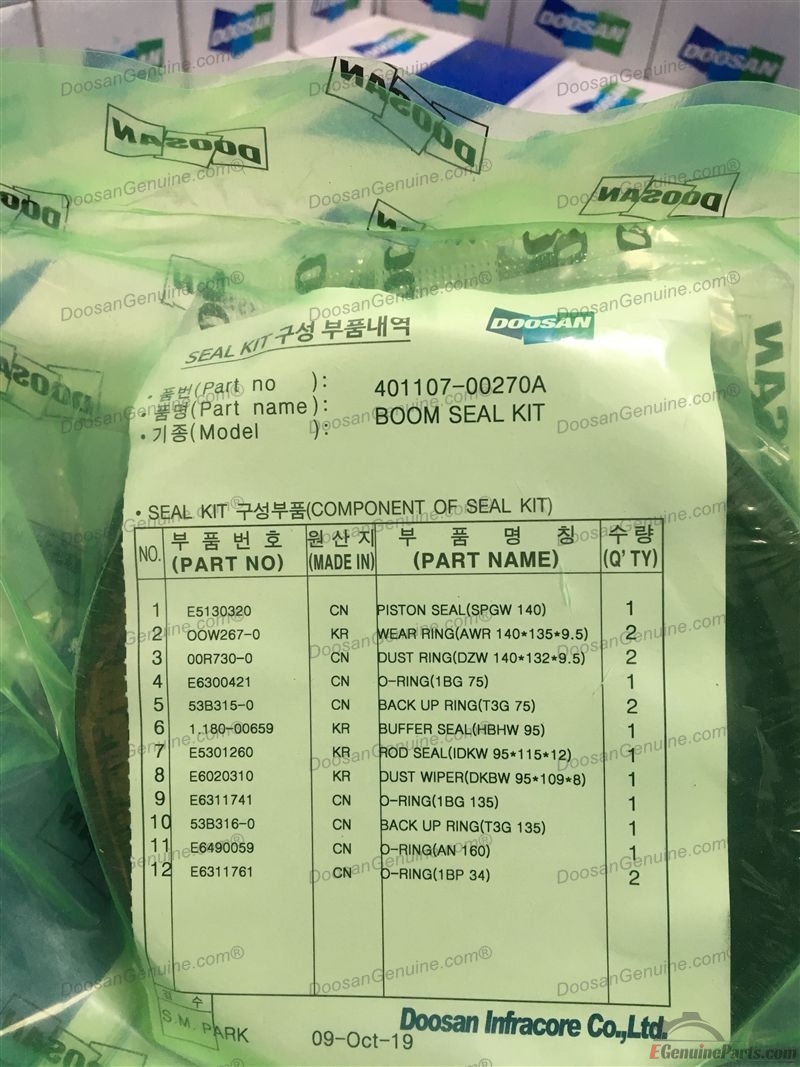 DOOSAN
DOOSAN
DOOSAN
DOOSAN
DOOSAN
DOOSAN
SEAL KIT 구성 부품내역
DOOSAN
• 품번(Part no ): 401107-00270A
• 품명(Part name): BOOM SEAL KIT
• 기종(Model ):
• SEAL KIT 구성부품(COMPONENT OF SEAL KIT)
NO. 부 품 번 호 (PART NO) 원 산 지 (MADE IN) 부 품 명 칭 (PART NAME) 수 량 (Q' TY)
1 E5130320 CN PISTON SEAL(SPGW 140) 1
2 OOW267-0 KR WEAR RING(AWR 140*135*9.5) 2
3 00R730-0 CN DUST RING(DZW 140*132*9.5) 2
4 E6300421 CN O-RING(1BG 75) 1
5 53B315-0 CN BACK UP RING(T3G 75) 2
6 1.180-00659 KR BUFFER SEAL(HBHW 95) 1
7 E5301260 KR ROD SEAL(IDKW 95*115*12) 1
8 E6020310 KR DUST WIPER(DKBW 95*109*8) 1
9 E6311741 CN O-RING(1BG 135) 1
10 53B316-0 CN BACK UP RING(T3G 135) 1
11 E6490059 CN O-RING(AN 160) 1
12 E6311761 CN O-RING(1BP 34) 2
수
S.M. PARK
09-Oct-19
Doosan Infracore Co.,Ltd.
DoosanGenuine.com®
EGenuineParts.com